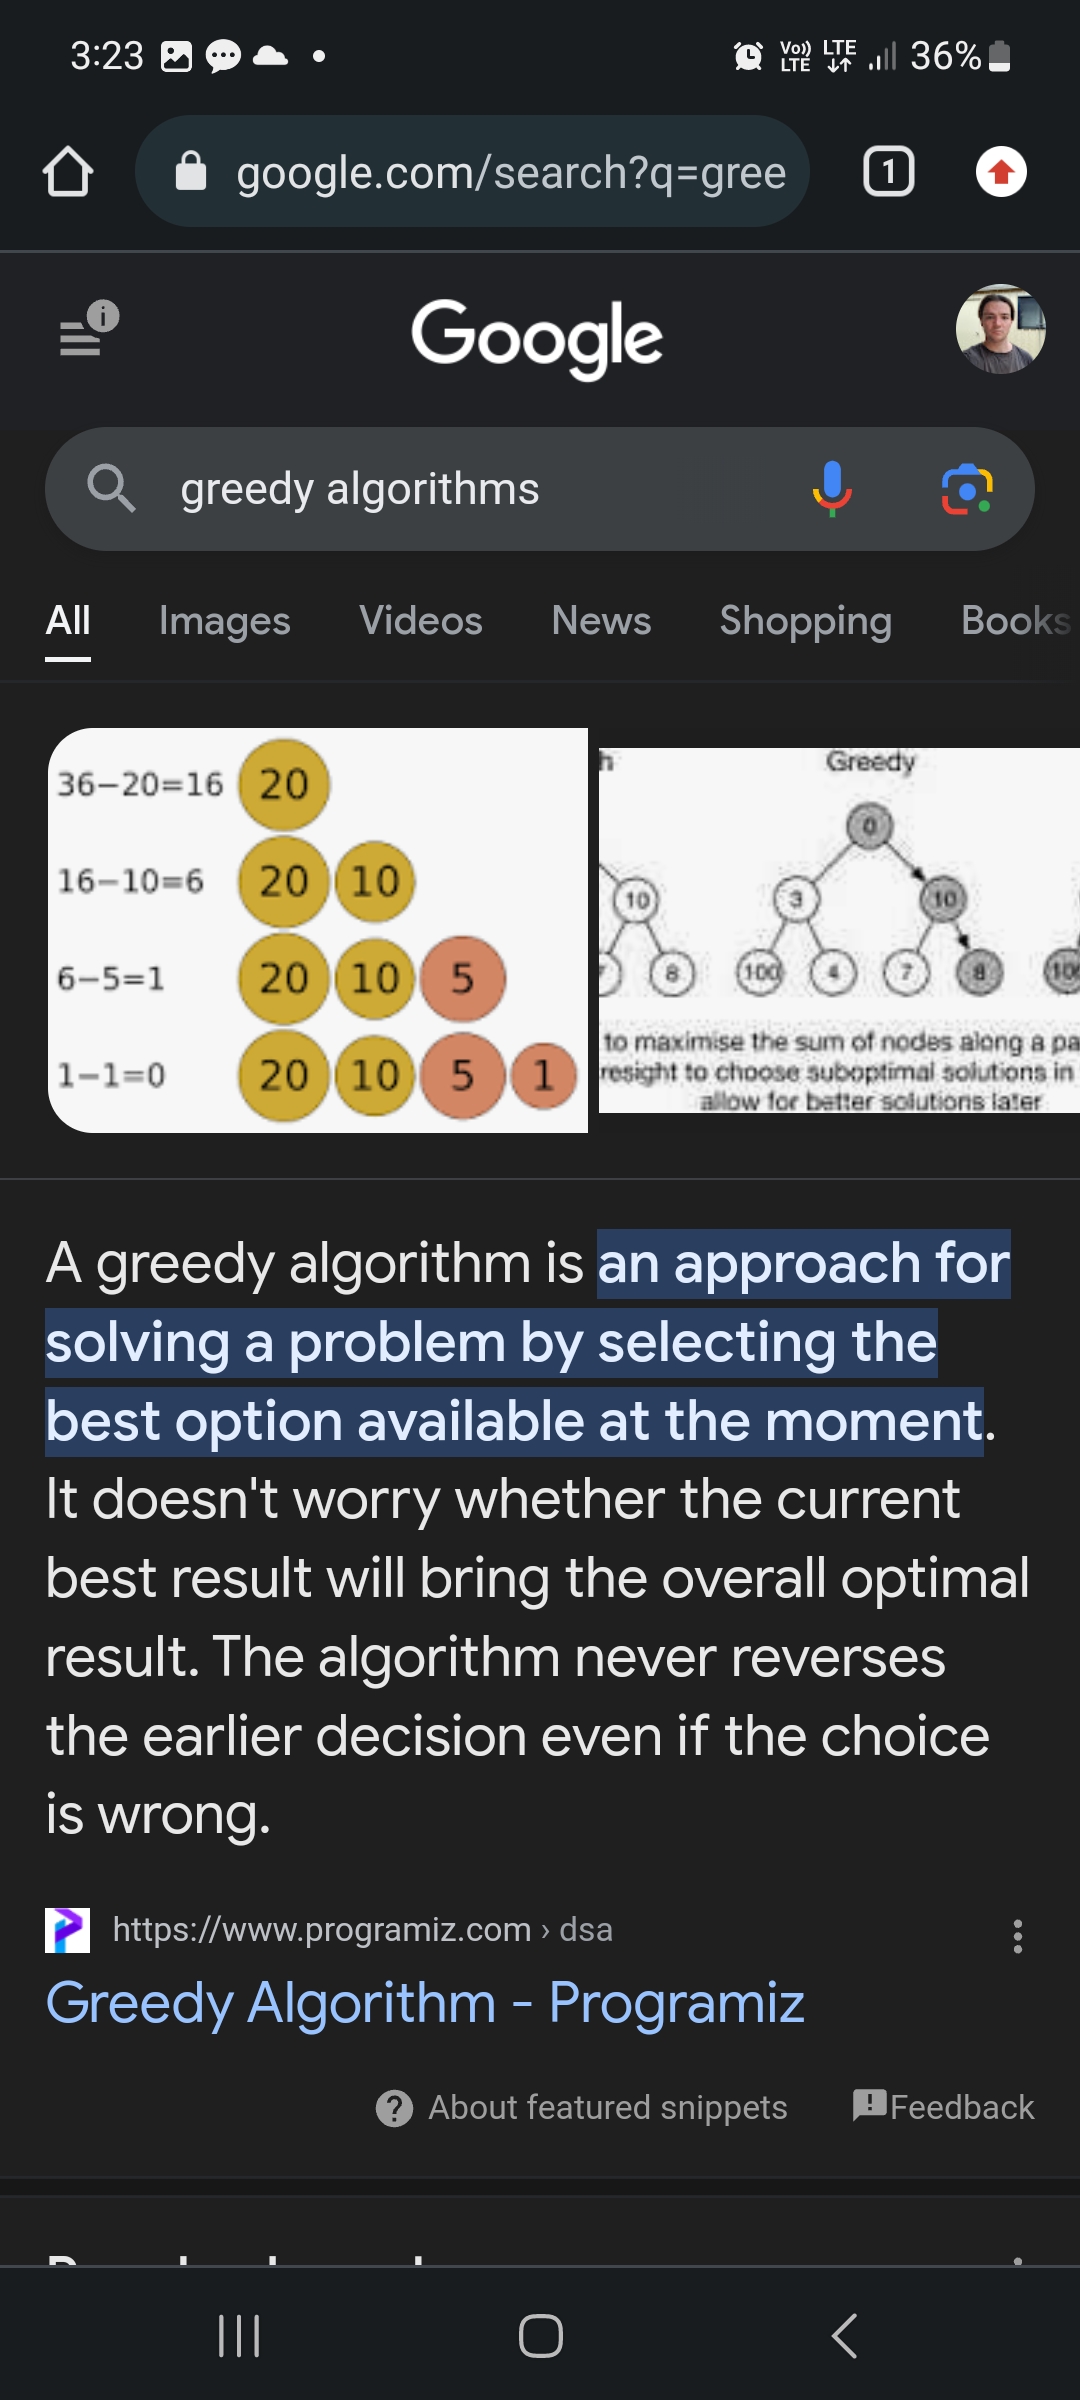 3:23
Vo)) LTE LTE 36%
google.com/search?q=gree
1
Google
greedy algorithms
All Images Videos News Shopping Books
36−20=16 20
16−10=6 20 10
6−5=1 20 10 5
1−1=0 20 10 5 1
h Greedy
0
10 3 10
8 100 4 7 8 10
to maximise the sum of nodes along a pa
resight to choose suboptimal solutions in
allow for better solutions later
A greedy algorithm is an approach for
solving a problem by selecting the
best option available at the moment.
It doesn't worry whether the current
best result will bring the overall optimal
result. The algorithm never reverses
the earlier decision even if the choice
is wrong.
https://www.programiz.com › dsa
Greedy Algorithm - Programiz
About featured snippets Feedback